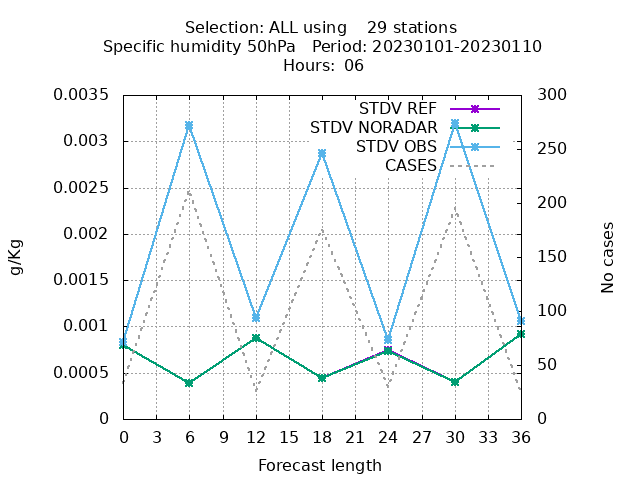 Selection: ALL using    29 stations
Specific humidity 50hPa   Period: 20230101-20230110
Hours:  06
0.0035
0.003
0.0025
0.002
0.0015
0.001
0.0005
0
g/Kg
STDV REF
STDV NORADAR
STDV OBS
CASES
300
250
200
150
100
50
0
No cases
0 3 6 9 12 15 18 21 24 27 30 33 36
Forecast length